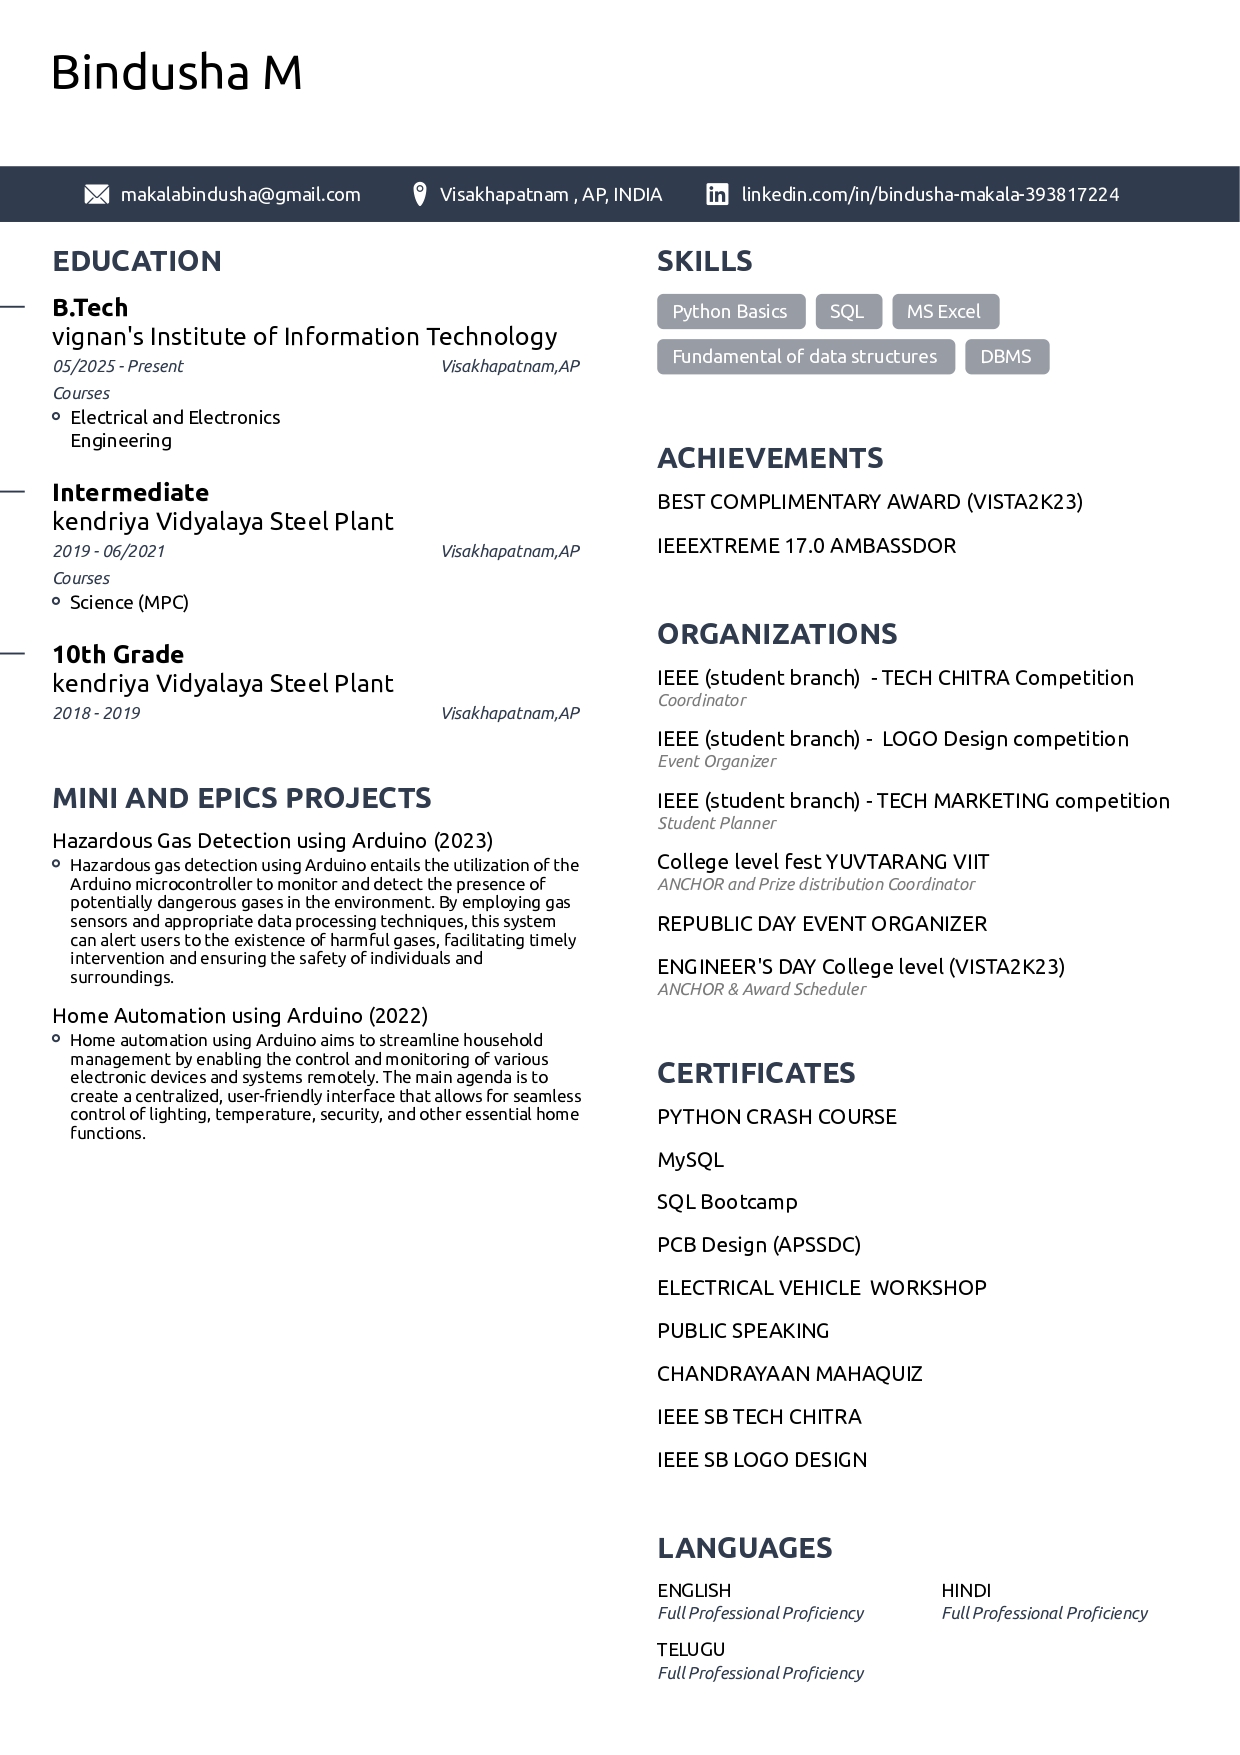 Bindusha M
makalabindusha@gmail.com
Visakhapatnam , AP, INDIA
linkedin.com/in/bindusha-makala-393817224
EDUCATION
B.Tech
vignan's Institute of Information Technology
05/2025 - Present
Visakhapatnam,AP
Courses
Electrical and Electronics
Engineering
Intermediate
kendriya Vidyalaya Steel Plant
2019 - 06/2021
Visakhapatnam,AP
Courses
Science (MPC)
10th Grade
kendriya Vidyalaya Steel Plant
2018 - 2019
Visakhapatnam,AP
MINI AND EPICS PROJECTS
Hazardous Gas Detection using Arduino (2023)
Hazardous gas detection using Arduino entails the utilization of the
Arduino microcontroller to monitor and detect the presence of
potentially dangerous gases in the environment. By employing gas
sensors and appropriate data processing techniques, this system
can alert users to the existence of harmful gases, facilitating timely
intervention and ensuring the safety of individuals and
surroundings.
Home Automation using Arduino (2022)
Home automation using Arduino aims to streamline household
management by enabling the control and monitoring of various
electronic devices and systems remotely. The main agenda is to
create a centralized, user-friendly interface that allows for seamless
control of lighting, temperature, security, and other essential home
functions.
SKILLS
Python Basics
SQL
MS Excel
Fundamental of data structures
DBMS
ACHIEVEMENTS
BEST COMPLIMENTARY AWARD (VISTA2K23)
IEEEXTREME 17.0 AMBASSDOR
ORGANIZATIONS
IEEE (student branch)  - TECH CHITRA Competition
Coordinator
IEEE (student branch) -  LOGO Design competition
Event Organizer
IEEE (student branch) - TECH MARKETING competition
Student Planner
College level fest YUVTARANG VIIT
ANCHOR and Prize distribution Coordinator
REPUBLIC DAY EVENT ORGANIZER
ENGINEER'S DAY College level (VISTA2K23)
ANCHOR & Award Scheduler
CERTIFICATES
PYTHON CRASH COURSE
MySQL
SQL Bootcamp
PCB Design (APSSDC)
ELECTRICAL VEHICLE  WORKSHOP
PUBLIC SPEAKING
CHANDRAYAAN MAHAQUIZ
IEEE SB TECH CHITRA
IEEE SB LOGO DESIGN
LANGUAGES
ENGLISH
Full Professional Proficiency
HINDI
Full Professional Proficiency
TELUGU
Full Professional Proficiency